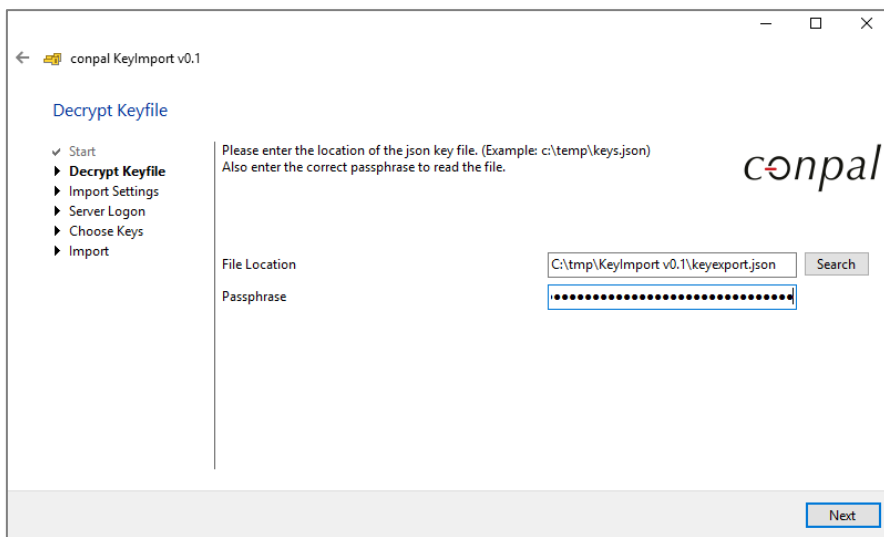 conpal KeyImport v0.1
Decrypt Keyfile
Start
Decrypt Keyfile
Import Settings
Server Logon
Choose Keys
Import
Please enter the location of the json key file. (Example: c:\temp\keys.json)
Also enter the correct passphrase to read the file.
conpal
File Location
C:\tmp\KeyImport v0.1\keyexport.json
Search
Passphrase
Next